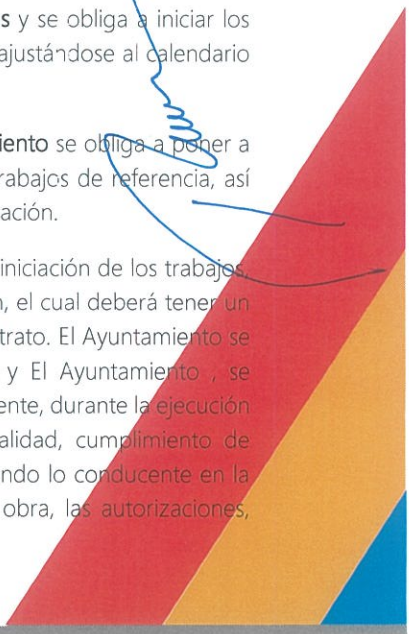 s y se obliga a iniciar los
ajustándose al calendario
iento se obliga a poner a
rabajos de referencia, así
ación.
iniciación de los trabajos,
n, el cual deberá tener un
trato. El Ayuntamiento se
y El Ayuntamiento , se
ente, durante la ejecución
alidad, cumplimiento de
ndo lo conducente en la
obra, las autorizaciones,